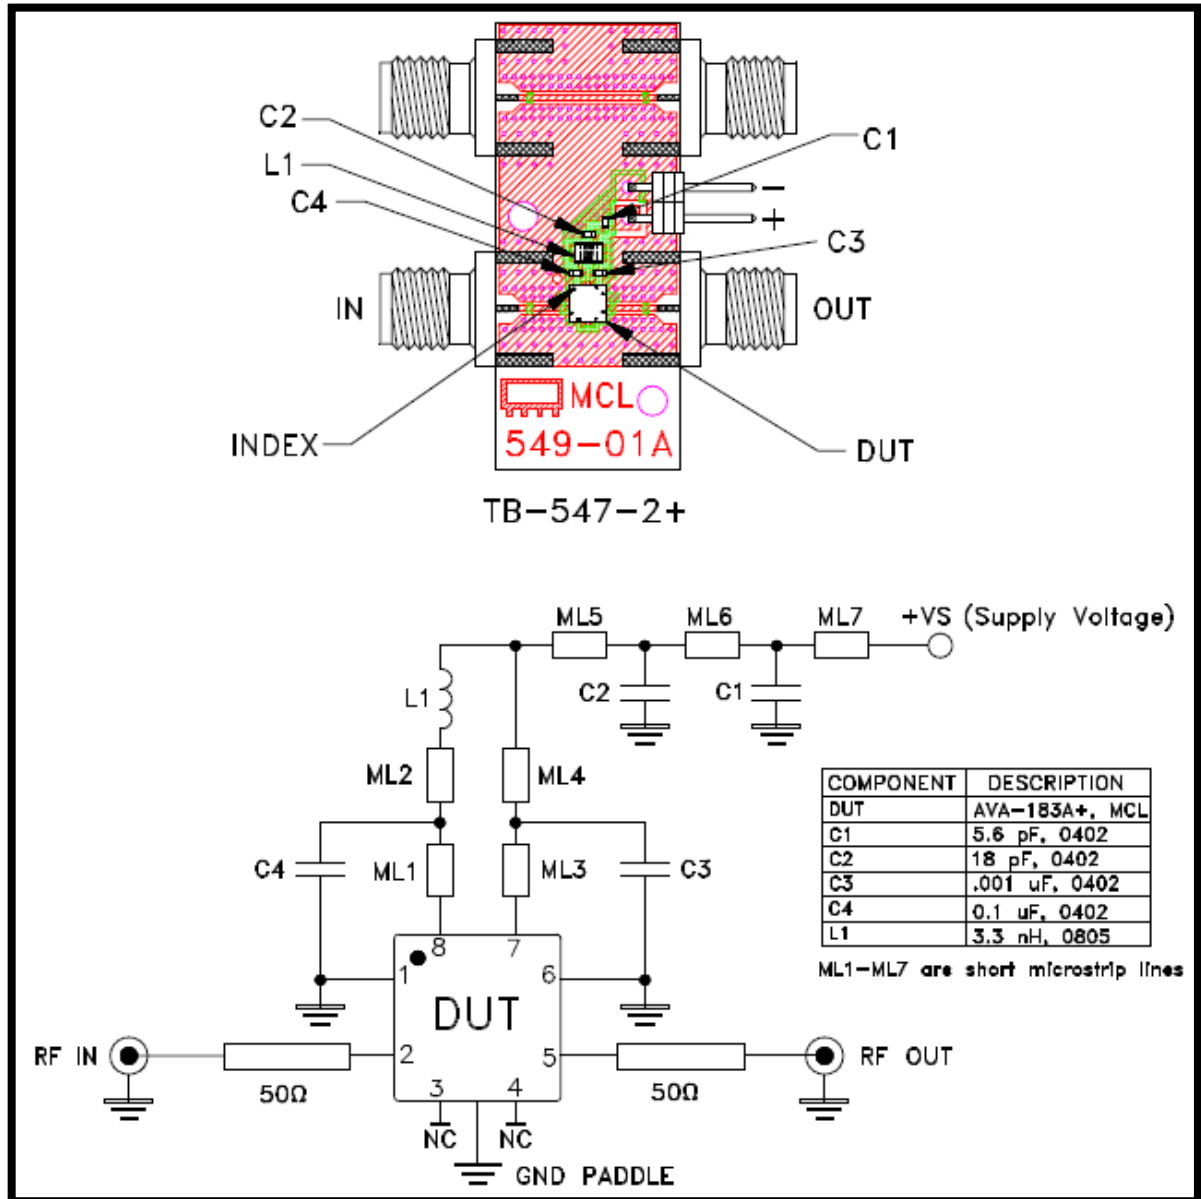 C2
C1
L1
C4
-
+
C3
IN
OUT
MCL
549-01A
INDEX
DUT
TB-547-2+
ML5
ML6
ML7
+VS (Supply Voltage)
L1
C2
C1
ML2
ML4
C4
ML1
ML3
C3
COMPONENT DESCRIPTION
DUT AVA-183A+, MCL
C1 5.6 pF, 0402
C2 18 pF, 0402
C3 .001 uF, 0402
C4 0.1 uF, 0402
L1 3.3 nH, 0805
ML1-ML7 are short microstrip lines
8
7
1
6
DUT
RF IN
2
5
RF OUT
50Ω
3
4
50Ω
NC
NC
GND PADDLE